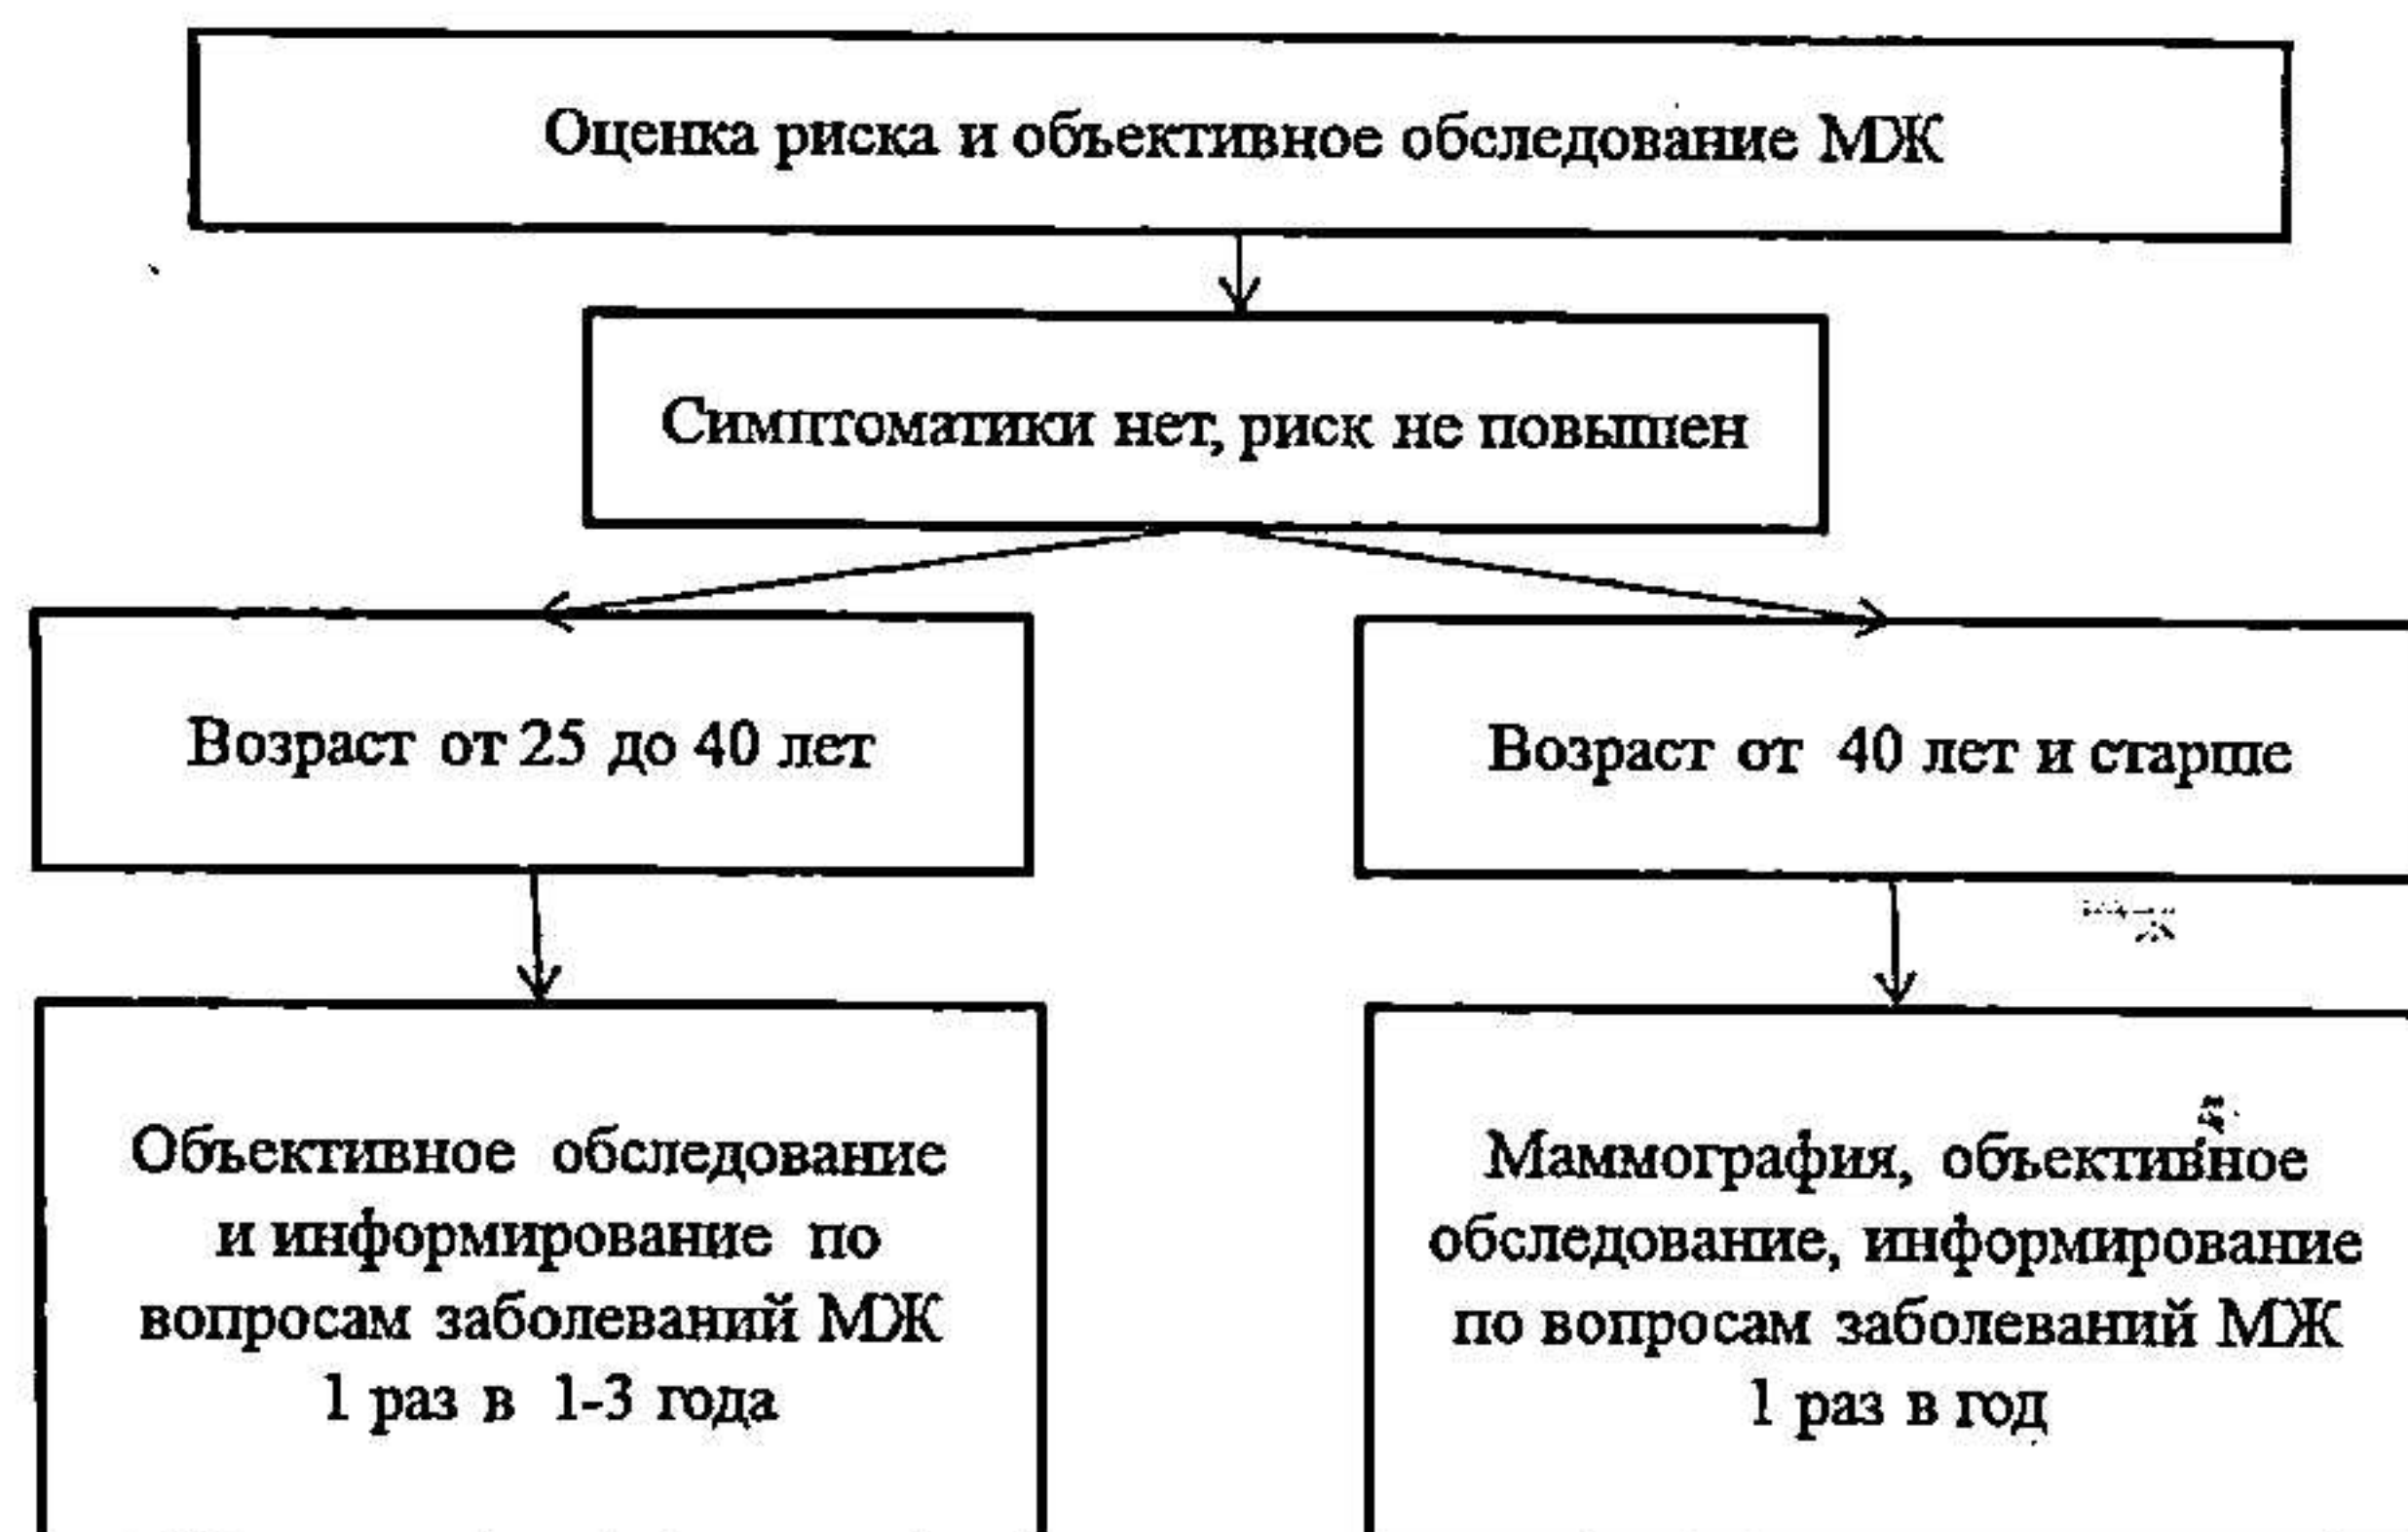 Оценка риска и объективное обследование МЖ
Симптоматики нет, риск не повышен
Возраст от 25 до 40 лет
Возраст от 40 лет и старше
Объективное обследование
и информирование по
вопросам заболеваний МЖ
1 раз в 1-3 года
Маммография, объективное
обследование, информирование
по вопросам заболеваний МЖ
1 раз в год